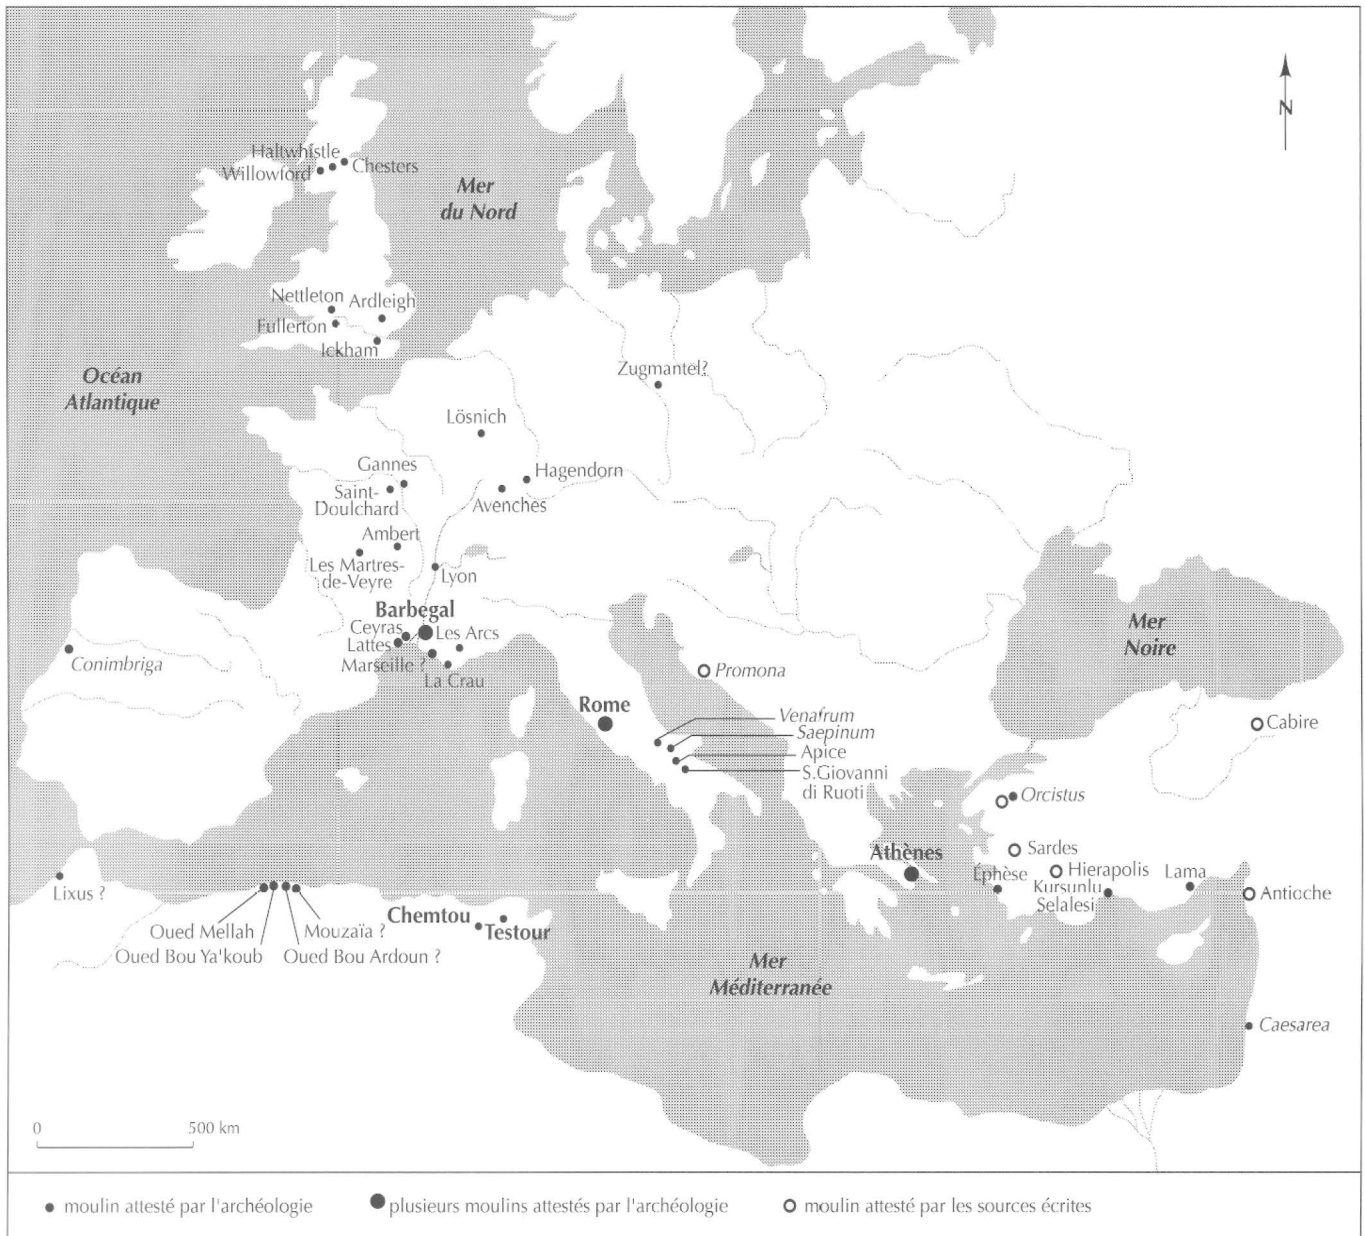 N
Haltwhistle
Willowford
Chesters
Mer
du Nord
Nettleton
Ardleigh
Fullerton
Ickham
Océan
Atlantique
Zugmantel?
Lösnich
Gannes
Hagendorn
Saint-
Doulchard
Avenches
Ambert
Les Martres-
de-Veyre
Lyon
Barbegal
Ceyras
Les Arcs
Lattes
Marseille ?
La Crau
Conimbriga
Mer
Noire
Promona
Rome
Venafrum
Saepinum
Apice
S.Giovanni
di Ruoti
Cabire
Orcistus
Sardes
Athènes
Éphèse
Hierapolis
Kursunlu
Selalesi
Lama
Antioche
Lixus ?
Oued Mellah
Mouzaïa ?
Oued Bou Ya'koub
Oued Bou Ardoun ?
Chemtou
Testour
Mer
Méditerranée
Caesarea
0 500 km
moulin attesté par l'archéologie
plusieurs moulins attestés par l'archéologie
moulin attesté par les sources écrites